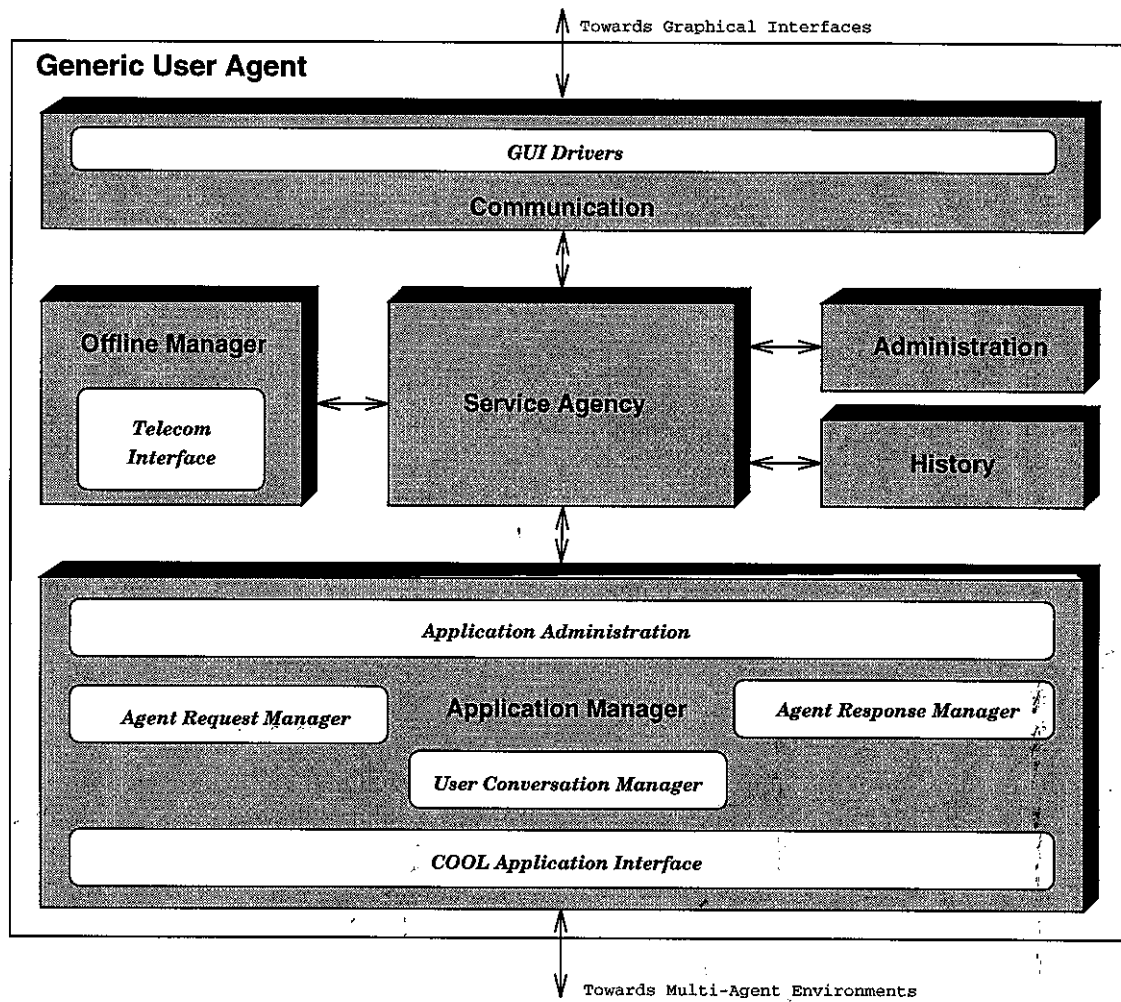 Towards Graphical Interfaces
Generic User Agent
GUI Drivers
Communication
Offline Manager
Telecom
Interface
Service Agency
Administration
History
Application Administration
Agent Request Manager
Application Manager
Agent Response Manager
User Conversation Manager
COOL Application Interface
Towards Multi-Agent Environments